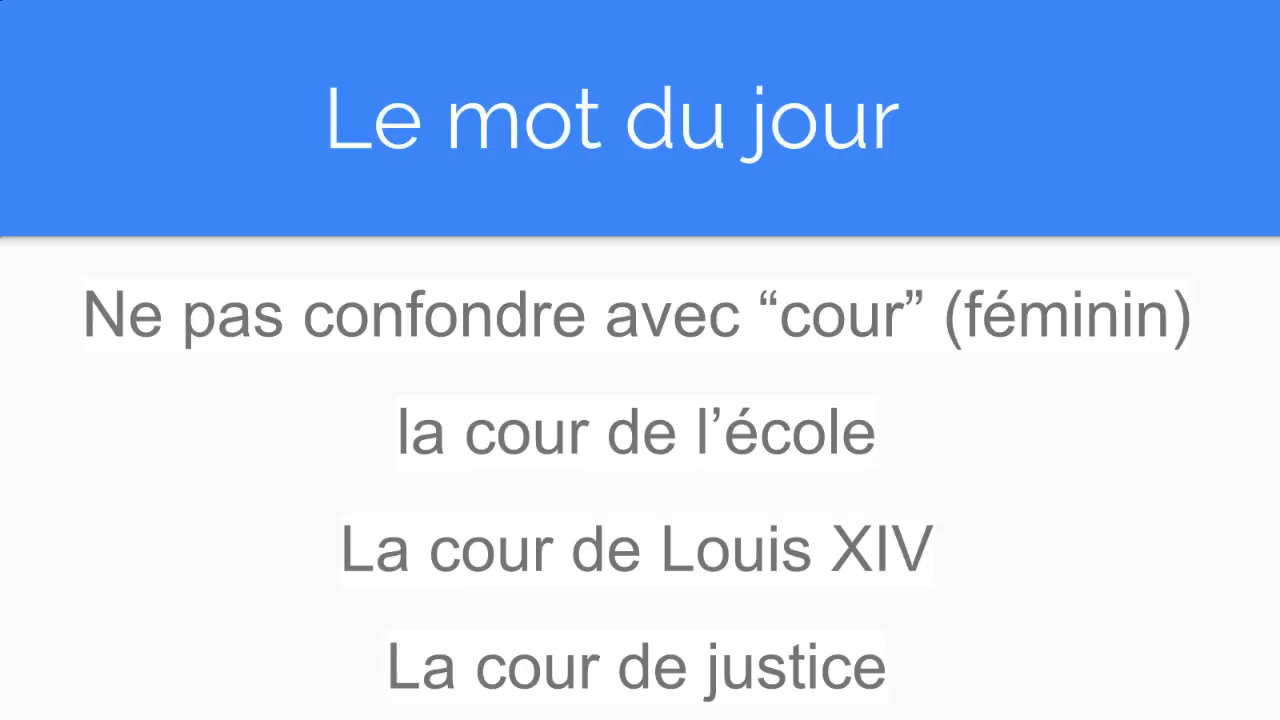 Le mot du jour
Ne pas confondre avec “cour” (féminin)
la cour de l’école
La cour de Louis XIV
La cour de justice